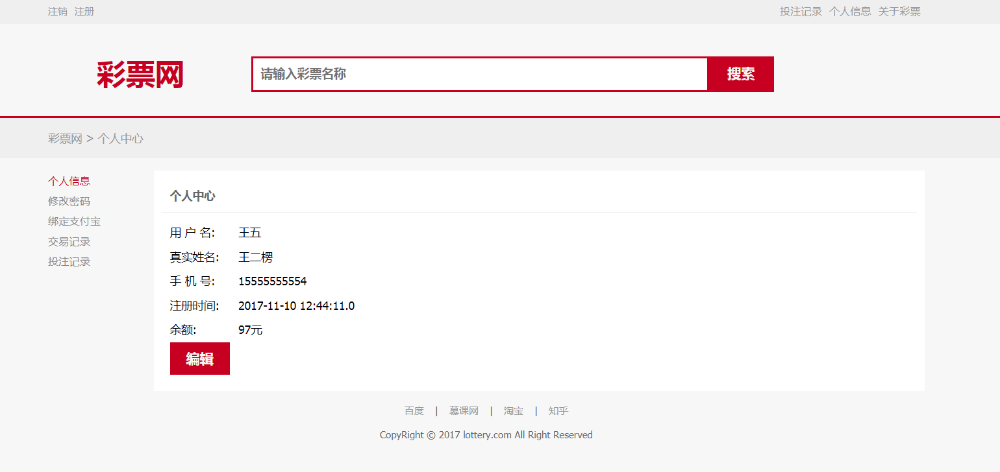 注销 注册 投注记录 个人信息 关于彩票
彩票网 请输入彩票名称 搜索
彩票网 > 个人中心
个人信息
修改密码
绑定支付宝
交易记录
投注记录
个人中心
用 户 名: 王五
真实姓名: 王二楞
手 机 号: 15555555554
注册时间: 2017-11-10 12:44:11.0
余额: 97元
编辑
百度 | 慕课网 | 淘宝 | 知乎
CopyRight © 2017 lottery.com All Right Reserved